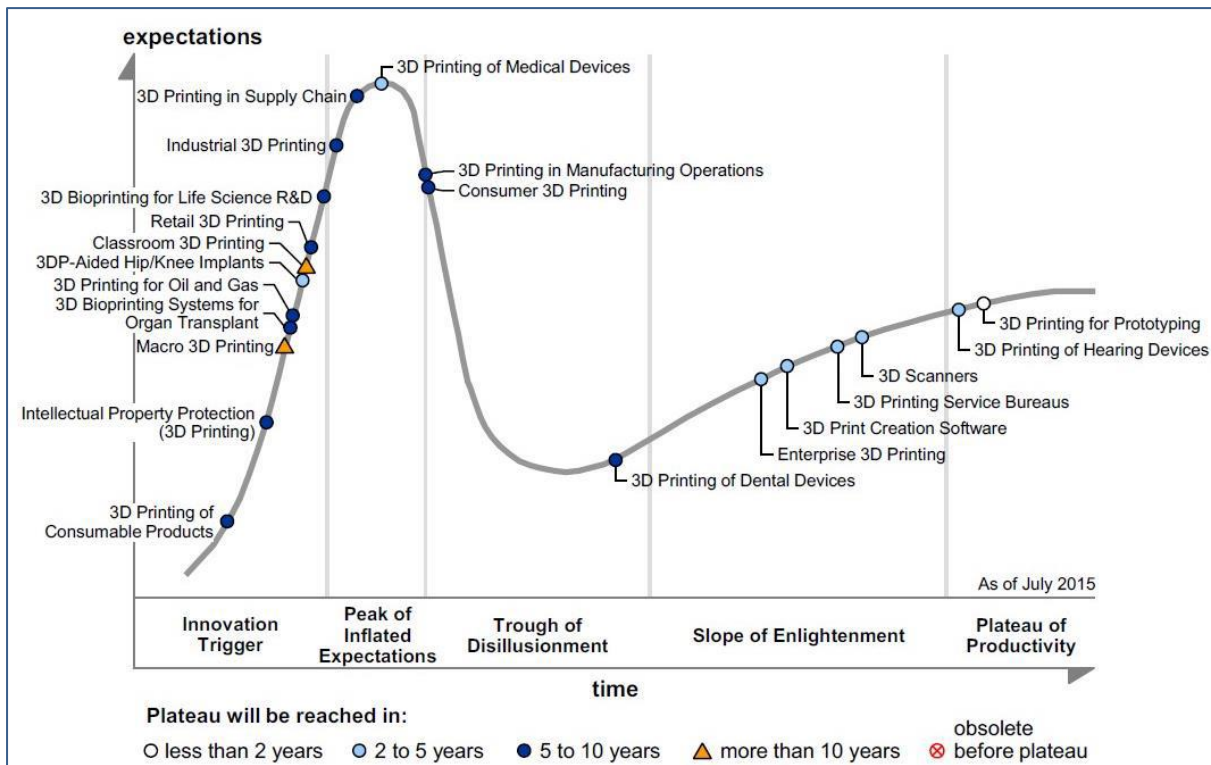 expectations
3D Printing of Medical Devices
3D Printing in Supply Chain
Industrial 3D Printing
3D Printing in Manufacturing Operations
Consumer 3D Printing
3D Bioprinting for Life Science R&D
Retail 3D Printing
Classroom 3D Printing
3DP-Aided Hip/Knee Implants
3D Printing for Oil and Gas
3D Bioprinting Systems for
Organ Transplant
Macro 3D Printing
Intellectual Property Protection
(3D Printing)
3D Printing of
Consumable Products
3D Printing for Prototyping
3D Printing of Hearing Devices
3D Scanners
3D Printing Service Bureaus
3D Print Creation Software
Enterprise 3D Printing
3D Printing of Dental Devices
As of July 2015
Innovation
Trigger
Peak of
Inflated
Expectations
Trough of
Disillusionment
Slope of Enlightenment
Plateau of
Productivity
time
Plateau will be reached in:
less than 2 years
2 to 5 years
5 to 10 years
more than 10 years
obsolete
before plateau